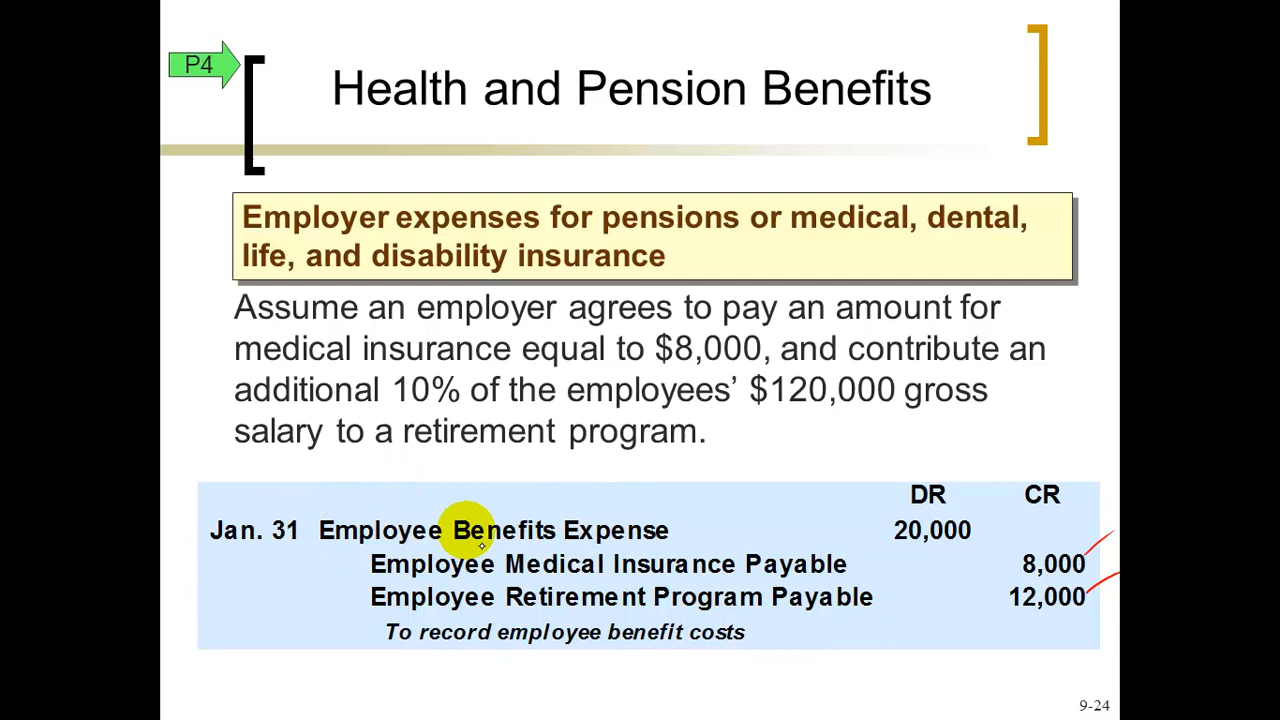 P4
Health and Pension Benefits
Employer expenses for pensions or medical, dental,
life, and disability insurance
Assume an employer agrees to pay an amount for
medical insurance equal to $8,000, and contribute an
additional 10% of the employees’ $120,000 gross
salary to a retirement program.
DR CR
Jan. 31 Employee Benefits Expense 20,000
Employee Medical Insurance Payable 8,000
Employee Retirement Program Payable 12,000
To record employee benefit costs
9-24